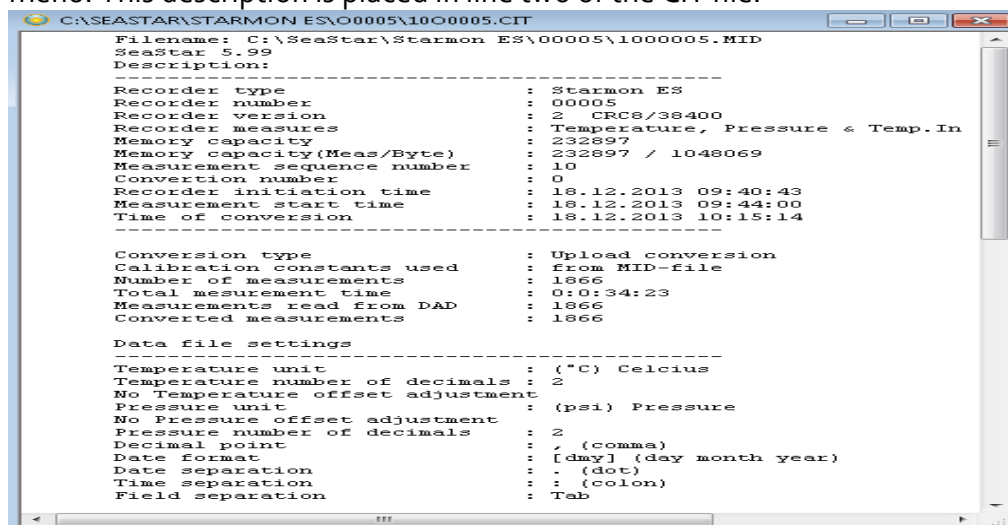 menu. This description is placed in line two of the CIT file.
C:\SEASTAR\STARMON ES\O0005\10O0005.CIT
Filename: C:\SeaStar\Starmon ES\00005\1000005.MID
SeaStar 5.99
Description:
-----------------------------------------------------
Recorder type : Starmon ES
Recorder number : 00005
Recorder version : 2 CRC8/38400
Recorder measures : Temperature, Pressure & Temp.In
Memory capacity : 232897
Memory capacity(Meas/Byte) : 232897 / 1048069
Measurement sequence number : 10
Convertion number : 0
Recorder initiation time : 18.12.2013 09:40:43
Measurement start time : 18.12.2013 09:44:00
Time of conversion : 18.12.2013 10:15:14
-----------------------------------------------------
Conversion type : Upload conversion
Calibration constants used : from MID-file
Number of measurements : 1866
Total mesurement time : 0:0:34:23
Measurements read from DAD : 1866
Converted measurements : 1866
Data file settings
-----------------------------------------------------
Temperature unit : (°C) Celcius
Temperature number of decimals : 2
No Temperature offset adjustment
Pressure unit : (psi) Pressure
No Pressure offset adjustment
Pressure number of decimals : 2
Decimal point : , (comma)
Date format : [dmy] (day month year)
Date separation : . (dot)
Time separation : : (colon)
Field separation : Tab